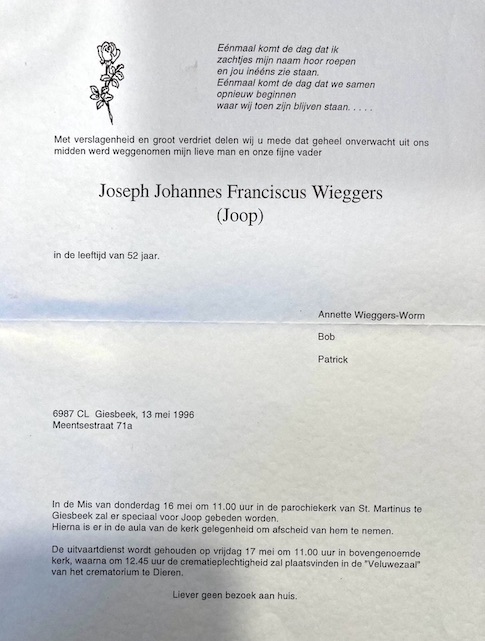 Eénmaal komt de dag dat ik
zachtjes mijn naam hoor roepen
en jou inééns zie staan.
Eénmaal komt de dag dat we samen
opnieuw beginnen
waar wij toen zijn blijven staan. . . . .
Met verslagenheid en groot verdriet delen wij u mede dat geheel onverwacht uit ons
midden werd weggenomen mijn lieve man en onze fijne vader
Joseph Johannes Franciscus Wieggers
(Joop)
in de leeftijd van 52 jaar.
Annette Wieggers-Worm
Bob
Patrick
6987 CL Giesbeek, 13 mei 1996
Meentsestraat 71a
In de Mis van donderdag 16 mei om 11.00 uur in de parochiekerk van St. Martinus te
Giesbeek zal er speciaal voor Joop gebeden worden.
Hierna is er in de aula van de kerk gelegenheid om afscheid van hem te nemen.
De uitvaartdienst wordt gehouden op vrijdag 17 mei om 11.00 uur in bovengenoemde
kerk, waarna om 12.45 uur de crematieplechtigheid zal plaatsvinden in de "Veluwezaal"
van het crematorium te Dieren.
Liever geen bezoek aan huis.